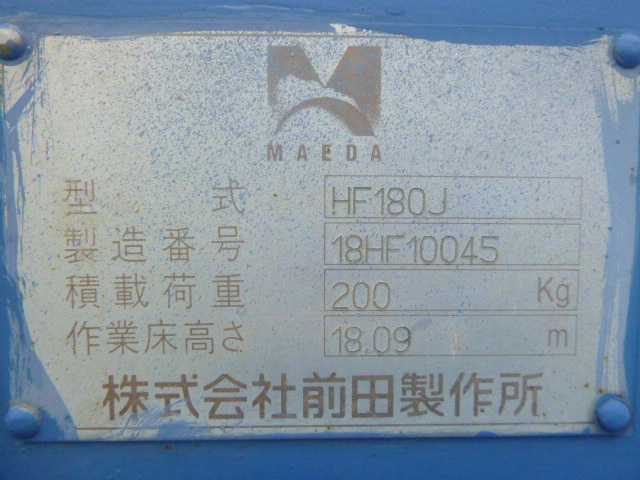 MAEDA
型式 HF180J
製造番号 18HF10045
積載荷重 200 Kg
作業床高さ 18.09 m
株式会社前田製作所